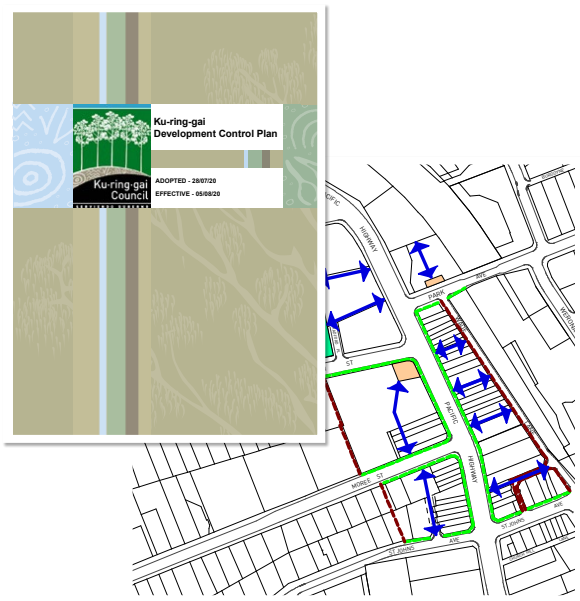 Ku-ring-gai
Development Control Plan
ADOPTED - 28/07/20
EFFECTIVE - 05/08/20
Ku-ring-gai
Council
HIGHWAY
PARK
AVE
ST
PACIFIC
HIGHWAY
MOREE ST
ST JOHNS
AVE
ST JOHNS
AVE